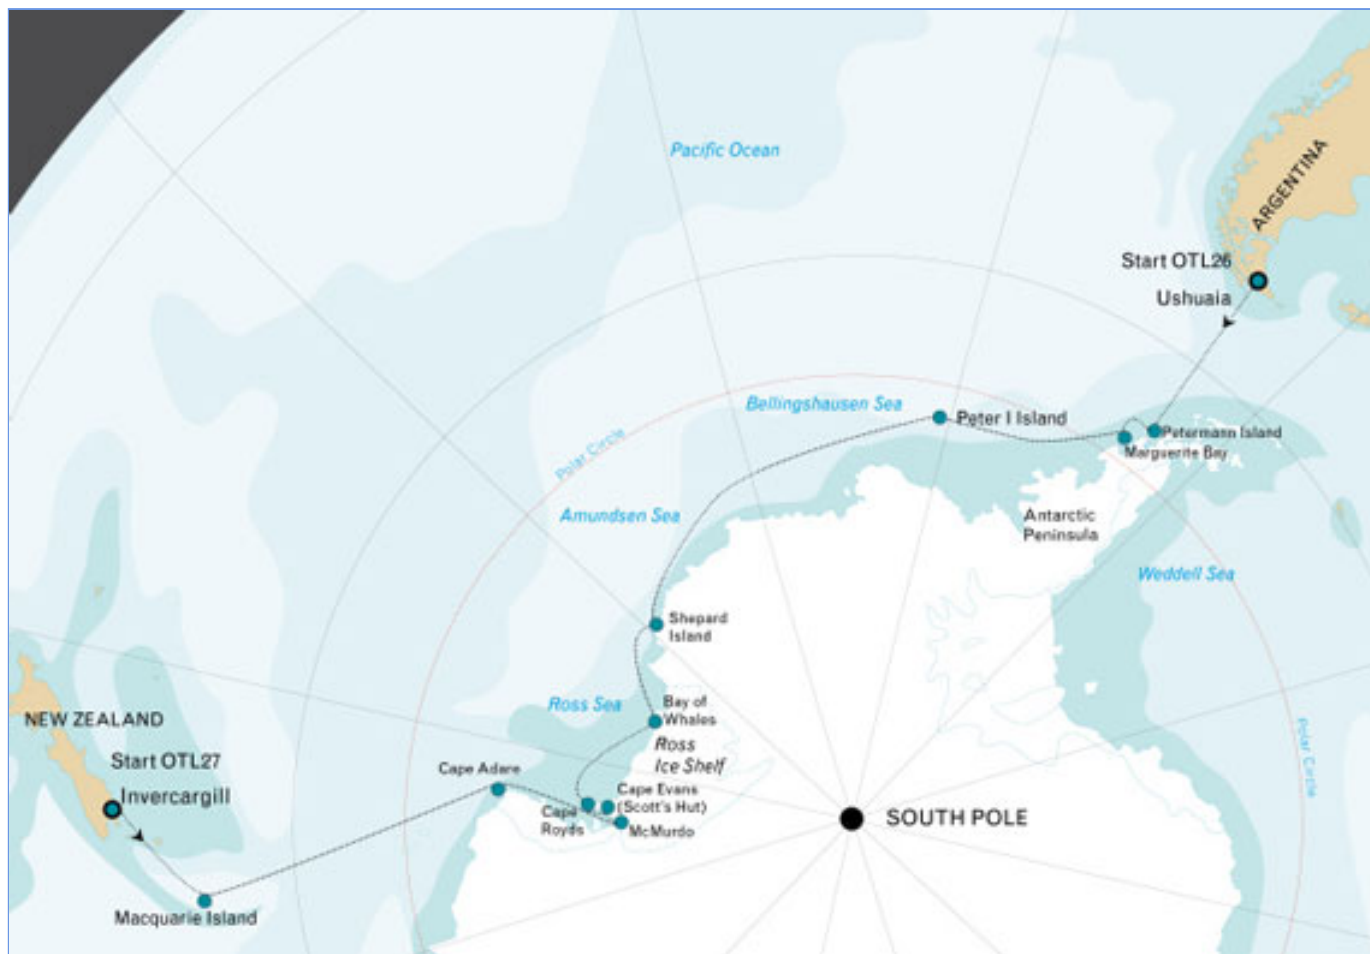 Pacific Ocean
ARGENTINA
Start OTL26
Ushuaia
Bellingshausen Sea
Peter I Island
Petermann Island
Marguerite Bay
Polar Circle
Amundsen Sea
Antarctic
Peninsula
Weddell Sea
Shepard
Island
Ross Sea
Bay of
Whales
NEW ZEALAND
Ross
Ice Shelf
Polar Circle
Start OTL27
Cape Adare
Invercargill
Cape Evans
(Scott's Hut)
Cape
Royds
McMurdo
SOUTH POLE
Macquarie Island